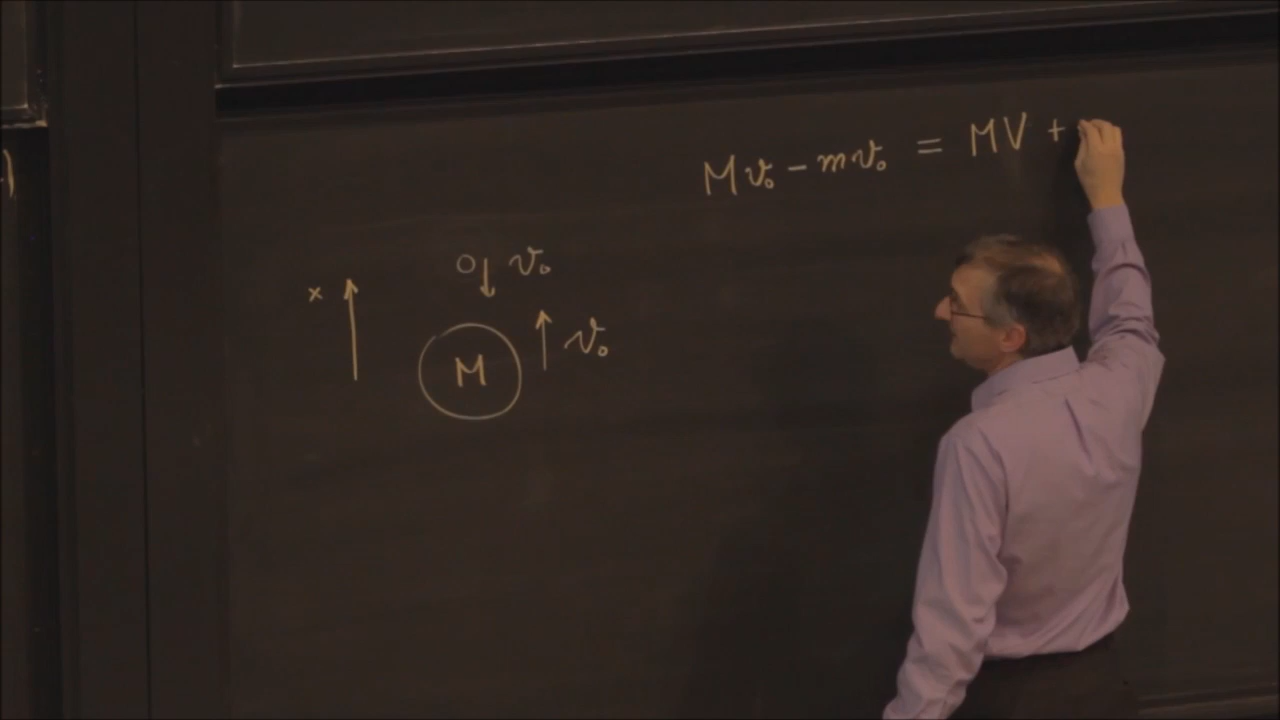 Mv₀ − mv₀ = MV +
v₀
x
M
v₀